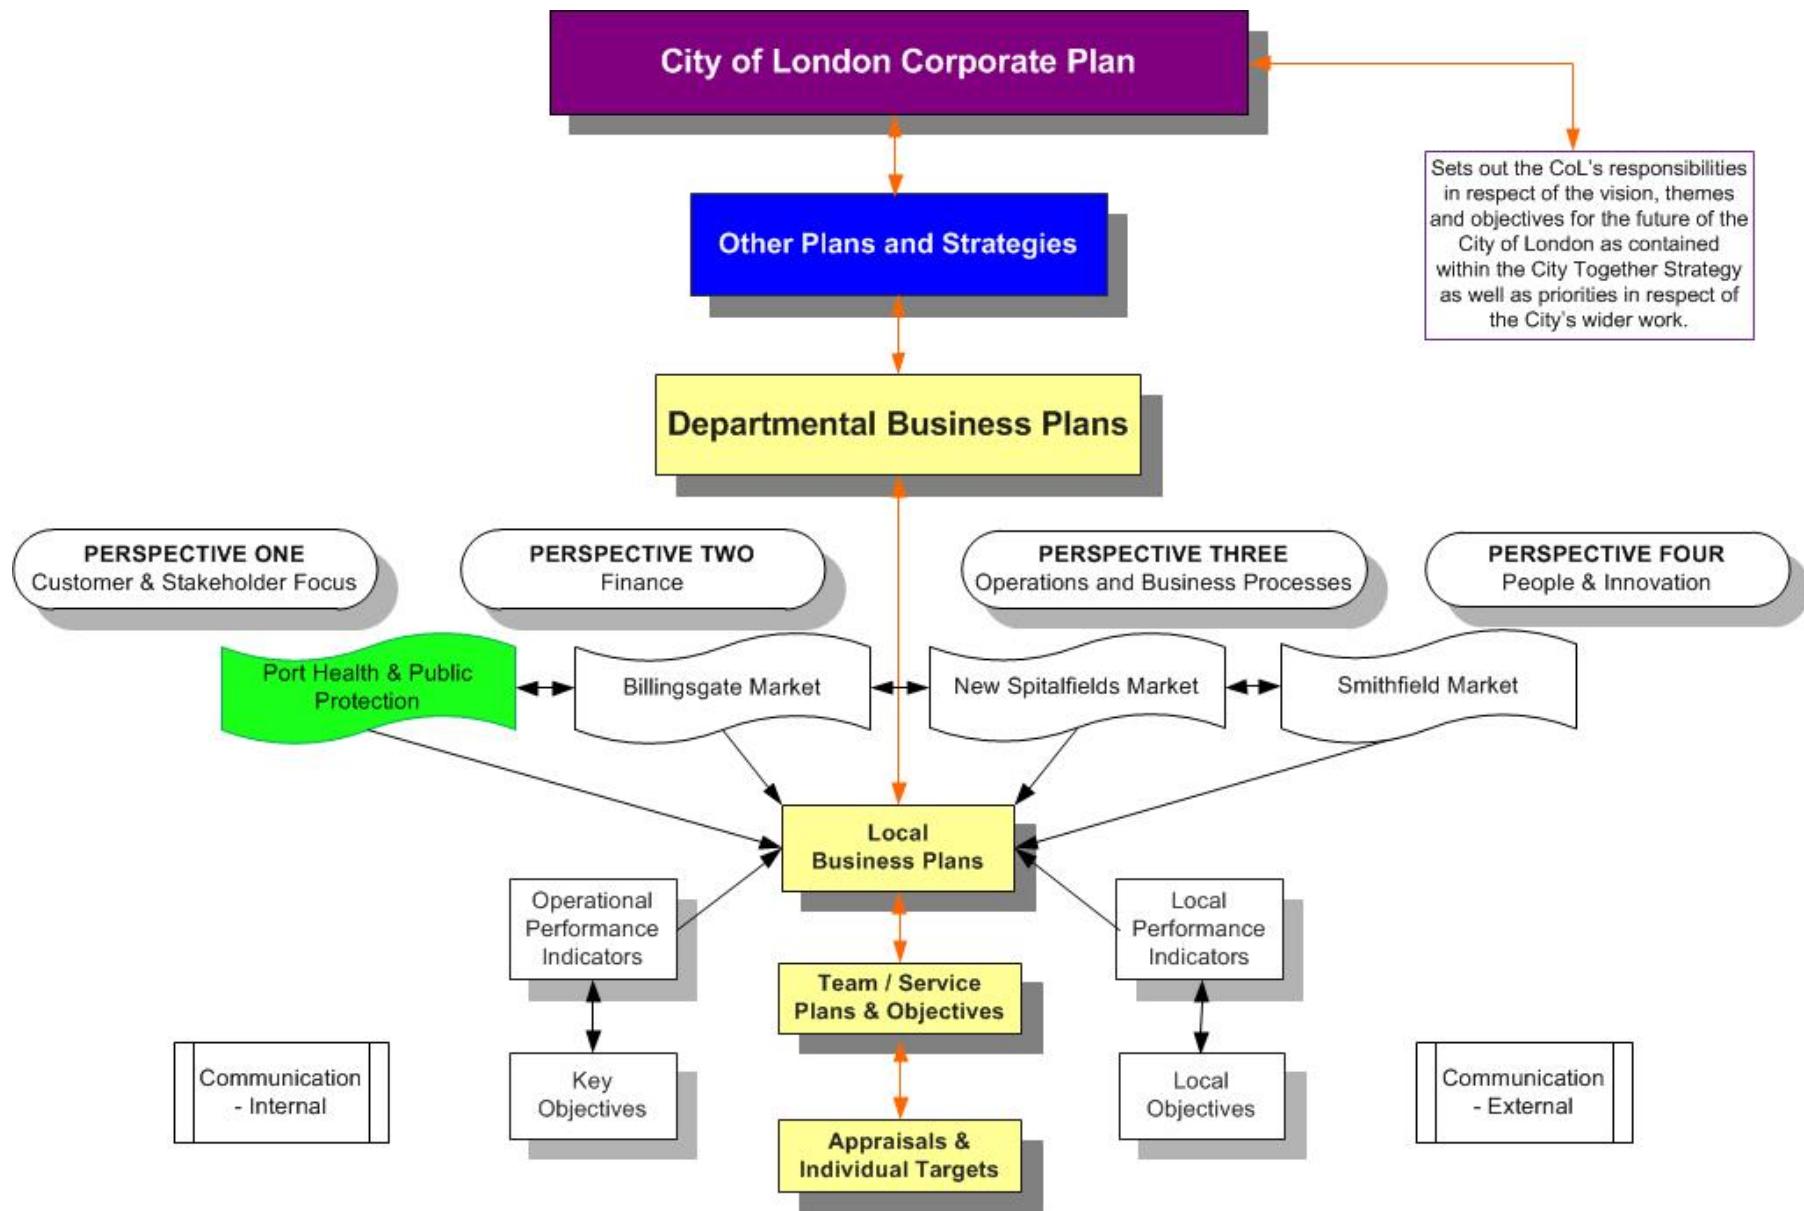 City of London Corporate Plan
Sets out the CoL's responsibilities
in respect of the vision, themes
and objectives for the future of the
City of London as contained
within the City Together Strategy
as well as priorities in respect of
the City's wider work.
Other Plans and Strategies
Departmental Business Plans
PERSPECTIVE ONE
Customer & Stakeholder Focus
PERSPECTIVE TWO
Finance
PERSPECTIVE THREE
Operations and Business Processes
PERSPECTIVE FOUR
People & Innovation
Port Health & Public
Protection
Billingsgate Market
New Spitalfields Market
Smithfield Market
Local
Business Plans
Operational
Performance
Indicators
Local
Performance
Indicators
Team / Service
Plans & Objectives
Communication
- Internal
Key
Objectives
Local
Objectives
Communication
- External
Appraisals &
Individual Targets